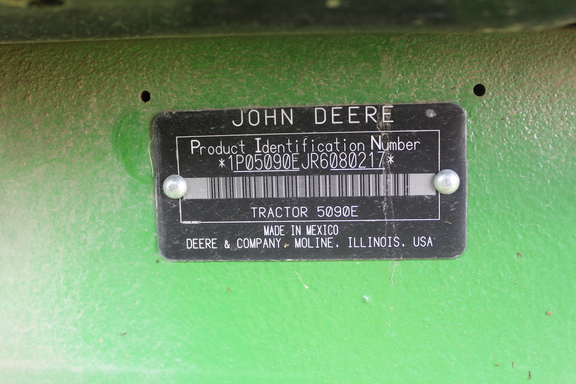 JOHN DEERE
Product Identification Number
*1P05090EJR6080217*
TRACTOR 5090E
MADE IN MEXICO
DEERE & COMPANY, MOLINE, ILLINOIS, USA